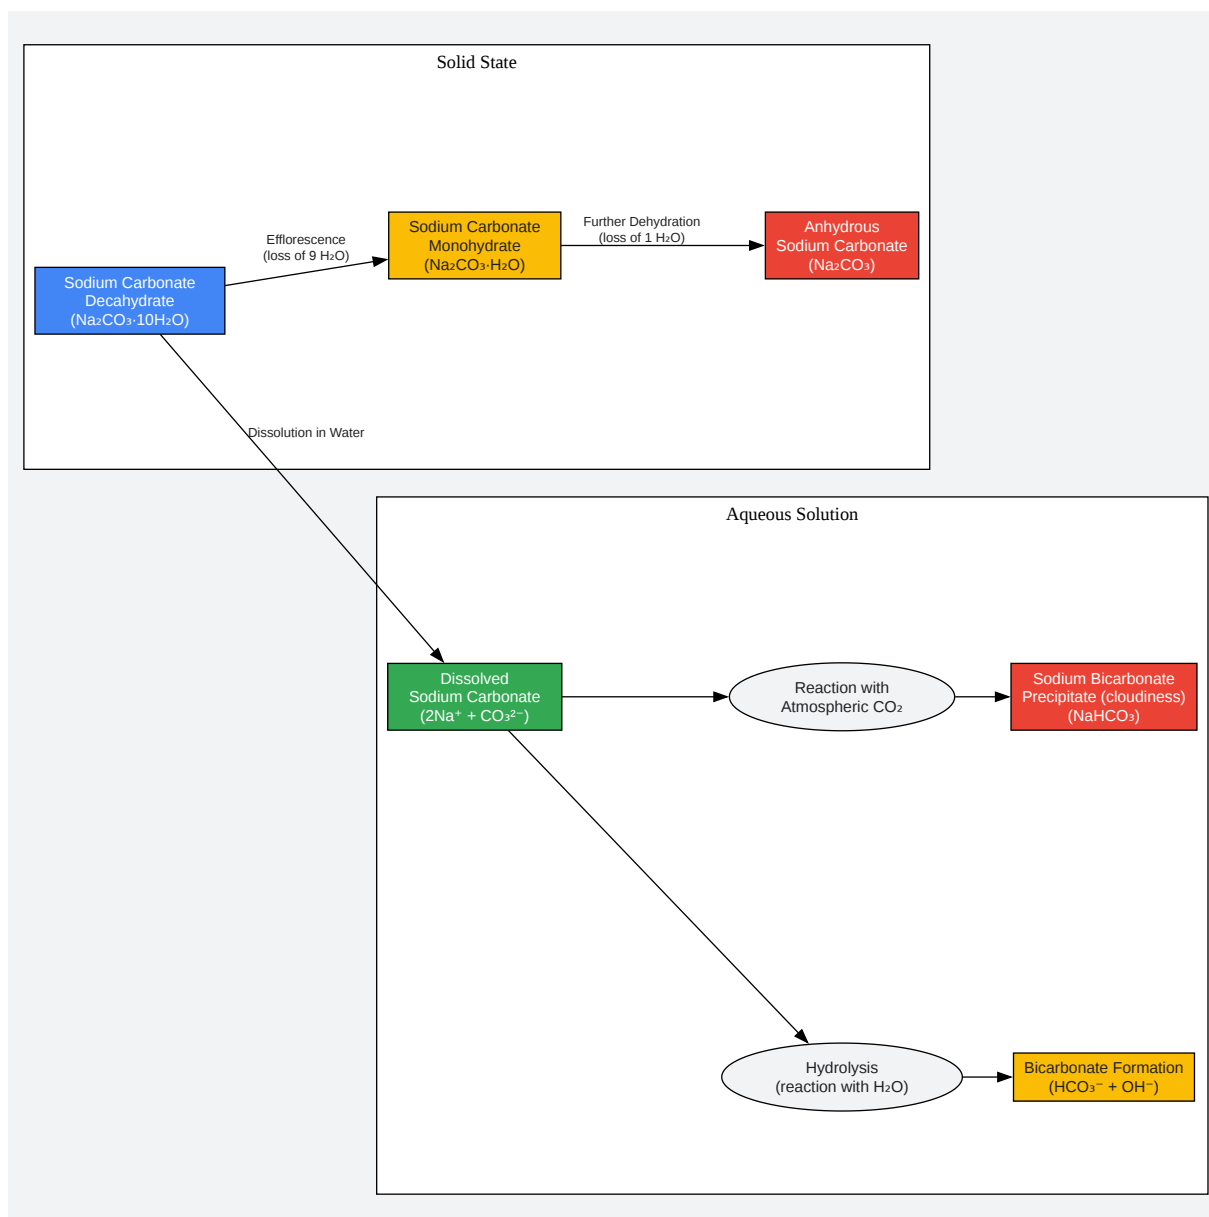 Solid State
Efflorescence
(loss of 9 H₂O)
Sodium Carbonate
Decahydrate
(Na₂CO₃·10H₂O)
Sodium Carbonate
Monohydrate
(Na₂CO₃·H₂O)
Further Dehydration
(loss of 1 H₂O)
Anhydrous
Sodium Carbonate
(Na₂CO₃)
Dissolution in Water
Aqueous Solution
Dissolved
Sodium Carbonate
(2Na⁺ + CO₃²⁻)
Reaction with
Atmospheric CO₂
Sodium Bicarbonate
Precipitate (cloudiness)
(NaHCO₃)
Hydrolysis
(reaction with H₂O)
Bicarbonate Formation
(HCO₃⁻ + OH⁻)